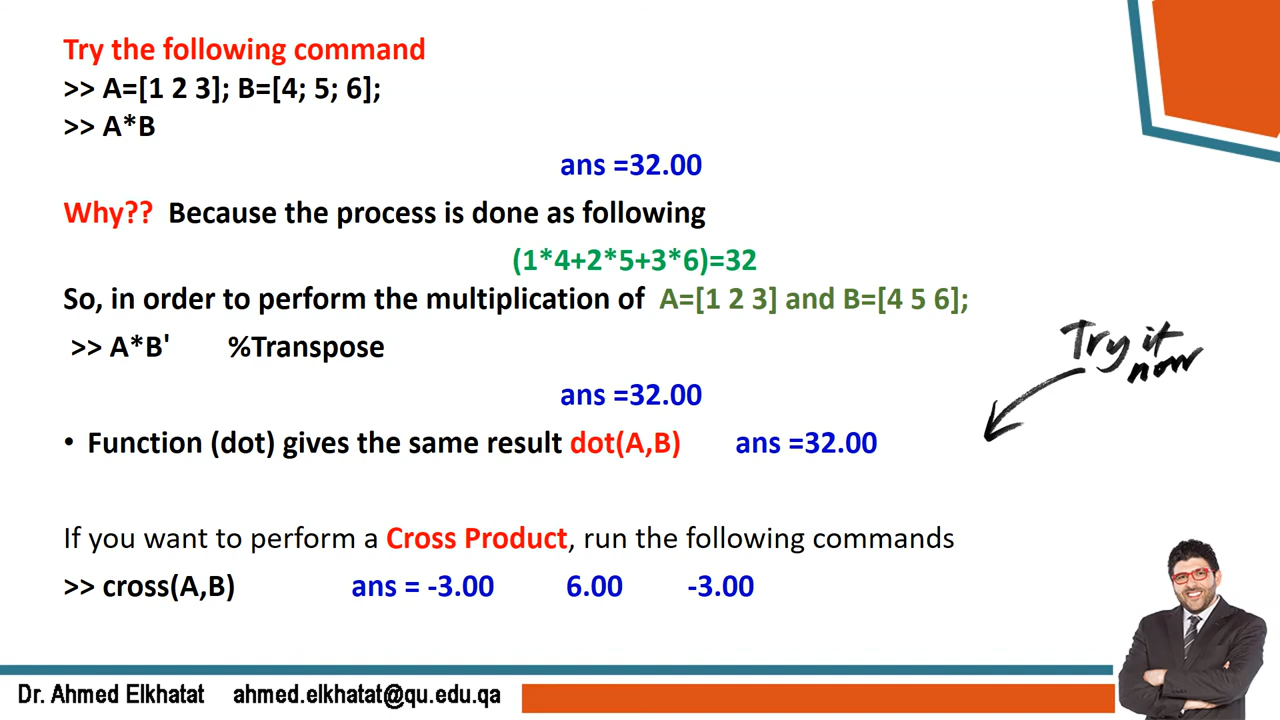 Try the following command
>> A=[1 2 3]; B=[4; 5; 6];
>> A*B
ans =32.00
Why?? Because the process is done as following
(1*4+2*5+3*6)=32
So, in order to perform the multiplication of A=[1 2 3] and B=[4 5 6];
>> A*B' %Transpose
Try it
now
ans =32.00
• Function (dot) gives the same result dot(A,B) ans =32.00
If you want to perform a Cross Product, run the following commands
>> cross(A,B) ans = -3.00 6.00 -3.00
Dr. Ahmed Elkhatat ahmed.elkhatat@qu.edu.qa